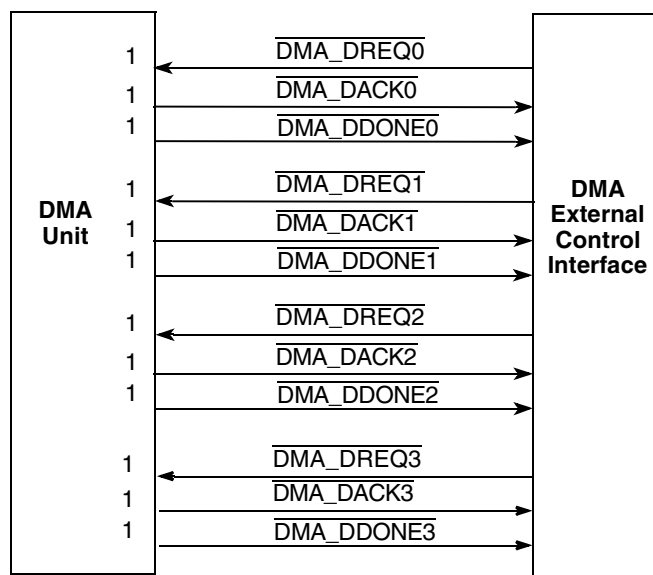 1 DMA_DREQ0
1 DMA_DACK0
1 DMA_DDONE0
1 DMA_DREQ1
1 DMA_DACK1
1 DMA_DDONE1
DMA
Unit
DMA
External
Control
Interface
1 DMA_DREQ2
1 DMA_DACK2
1 DMA_DDONE2
1 DMA_DREQ3
1 DMA_DACK3
1 DMA_DDONE3